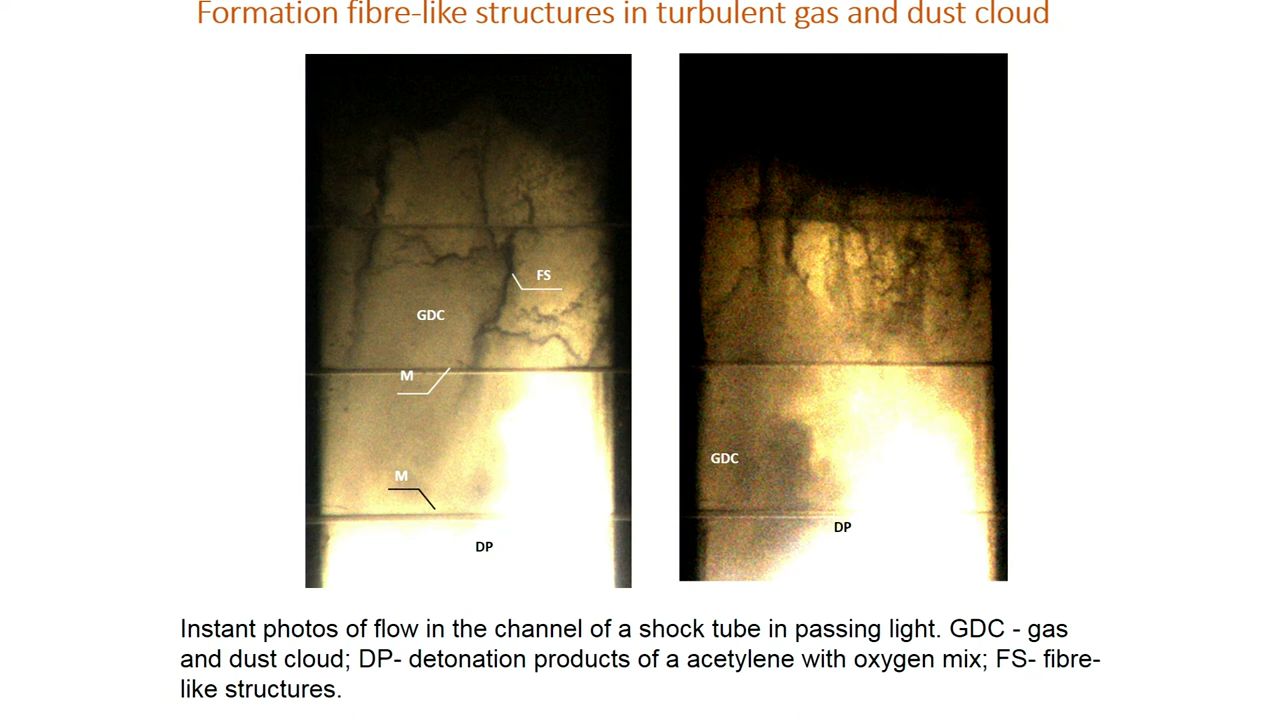 Formation fibre-like structures in turbulent gas and dust cloud
FS
GDC
M
M
DP
GDC
DP
Instant photos of flow in the channel of a shock tube in passing light. GDC - gas
and dust cloud; DP- detonation products of a acetylene with oxygen mix; FS- fibre-
like structures.